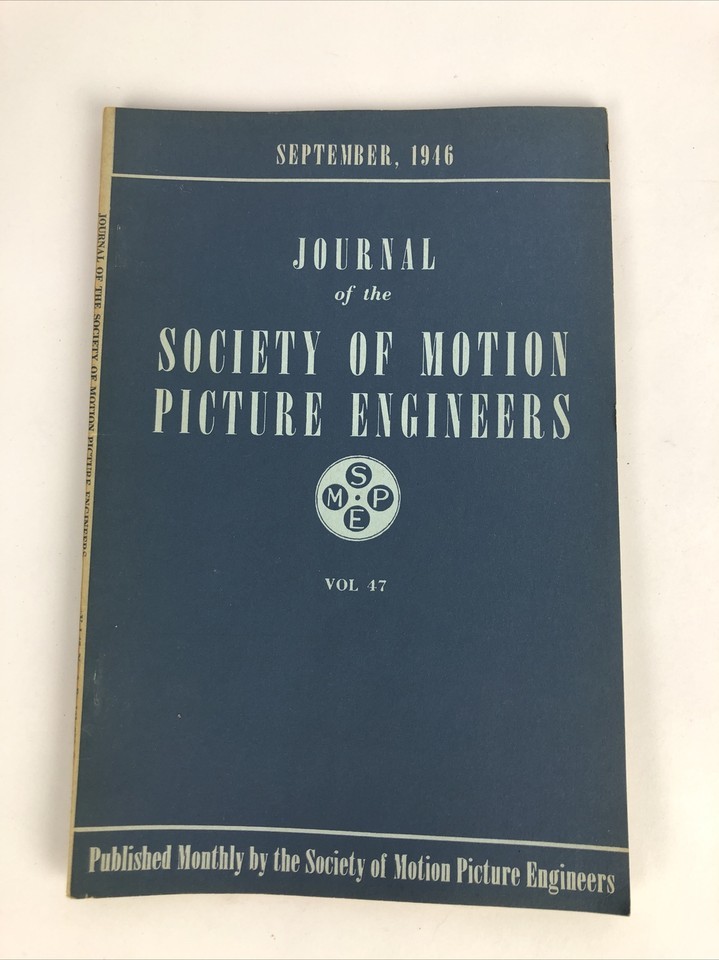 SEPTEMBER, 1946
JOURNAL
of the
SOCIETY OF MOTION
PICTURE ENGINEERS
S
M P
E
VOL 47
Published Monthly by the Society of Motion Picture Engineers
JOURNAL OF THE SOCIETY OF MOTION PICTURE ENGINEERS